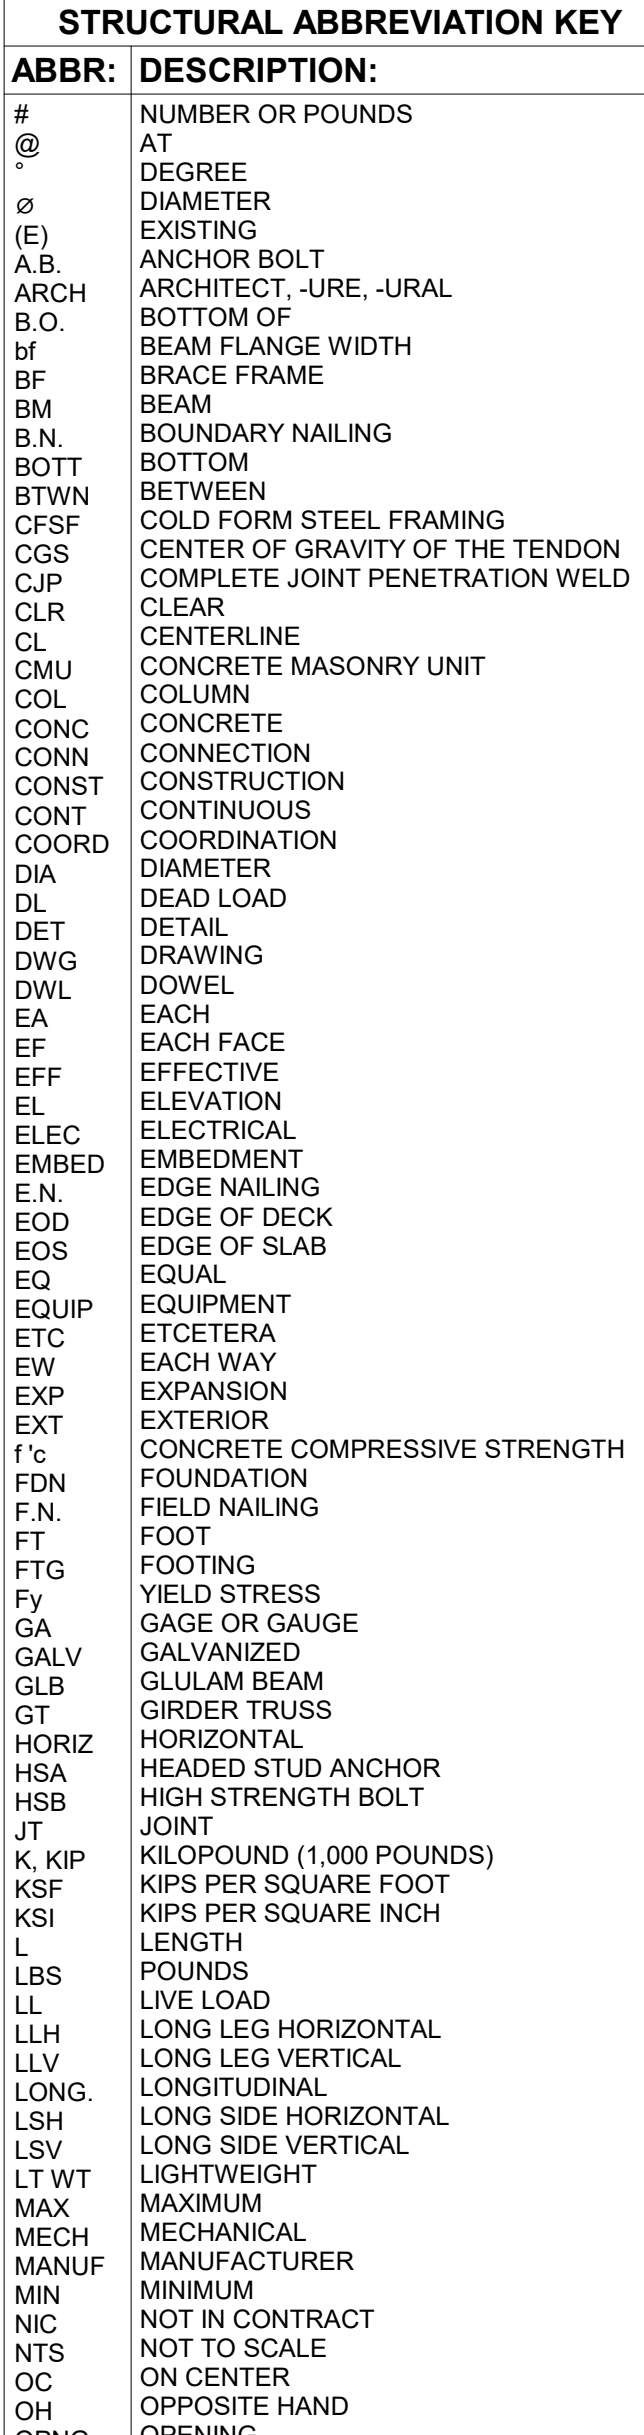 STRUCTURAL ABBREVIATION KEY
ABBR: DESCRIPTION:
# NUMBER OR POUNDS
@ AT
° DEGREE
⌀ DIAMETER
(E) EXISTING
A.B. ANCHOR BOLT
ARCH ARCHITECT, -URE, -URAL
B.O. BOTTOM OF
bf BEAM FLANGE WIDTH
BF BRACE FRAME
BM BEAM
B.N. BOUNDARY NAILING
BOTT BOTTOM
BTWN BETWEEN
CFSF COLD FORM STEEL FRAMING
CGS CENTER OF GRAVITY OF THE TENDON
CJP COMPLETE JOINT PENETRATION WELD
CLR CLEAR
CL CENTERLINE
CMU CONCRETE MASONRY UNIT
COL COLUMN
CONC CONCRETE
CONN CONNECTION
CONST CONSTRUCTION
CONT CONTINUOUS
COORD COORDINATION
DIA DIAMETER
DL DEAD LOAD
DET DETAIL
DWG DRAWING
DWL DOWEL
EA EACH
EF EACH FACE
EFF EFFECTIVE
EL ELEVATION
ELEC ELECTRICAL
EMBED EMBEDMENT
E.N. EDGE NAILING
EOD EDGE OF DECK
EOS EDGE OF SLAB
EQ EQUAL
EQUIP EQUIPMENT
ETC ETCETERA
EW EACH WAY
EXP EXPANSION
EXT EXTERIOR
f 'c CONCRETE COMPRESSIVE STRENGTH
FDN FOUNDATION
F.N. FIELD NAILING
FT FOOT
FTG FOOTING
Fy YIELD STRESS
GA GAGE OR GAUGE
GALV GALVANIZED
GLB GLULAM BEAM
GT GIRDER TRUSS
HORIZ HORIZONTAL
HSA HEADED STUD ANCHOR
HSB HIGH STRENGTH BOLT
JT JOINT
K, KIP KILOPOUND (1,000 POUNDS)
KSF KIPS PER SQUARE FOOT
KSI KIPS PER SQUARE INCH
L LENGTH
LBS POUNDS
LL LIVE LOAD
LLH LONG LEG HORIZONTAL
LLV LONG LEG VERTICAL
LONG. LONGITUDINAL
LSH LONG SIDE HORIZONTAL
LSV LONG SIDE VERTICAL
LT WT LIGHTWEIGHT
MAX MAXIMUM
MECH MECHANICAL
MANUF MANUFACTURER
MIN MINIMUM
NIC NOT IN CONTRACT
NTS NOT TO SCALE
OC ON CENTER
OH OPPOSITE HAND
OPENING